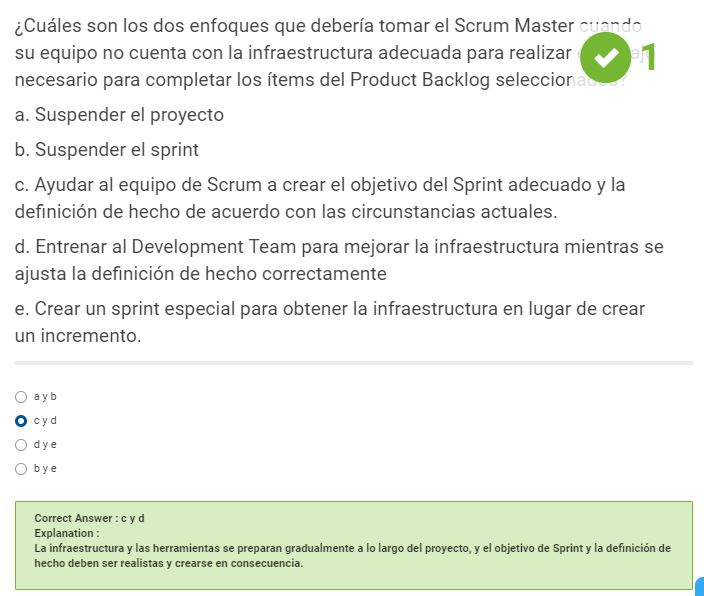 ¿Cuáles son los dos enfoques que debería tomar el Scrum Master cuando
su equipo no cuenta con la infraestructura adecuada para realizar
1
necesario para completar los ítems del Product Backlog seleccionados?
a. Suspender el proyecto
b. Suspender el sprint
c. Ayudar al equipo de Scrum a crear el objetivo del Sprint adecuado y la
definición de hecho de acuerdo con las circunstancias actuales.
d. Entrenar al Development Team para mejorar la infraestructura mientras se
ajusta la definición de hecho correctamente
e. Crear un sprint especial para obtener la infraestructura en lugar de crear
un incremento.
a y b
c y d
d y e
b y e
Correct Answer : c y d
Explanation :
La infraestructura y las herramientas se preparan gradualmente a lo largo del proyecto, y el objetivo de Sprint y la definición de
hecho deben ser realistas y crearse en consecuencia.